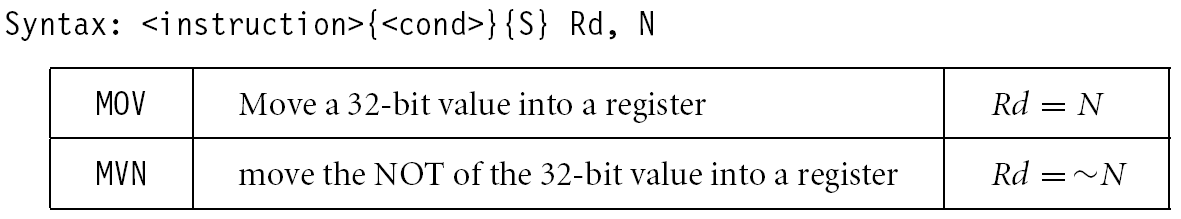 Syntax: <instruction>{<cond>}{S} Rd, N
MOV Move a 32-bit value into a register Rd = N
MVN move the NOT of the 32-bit value into a register Rd = ~N